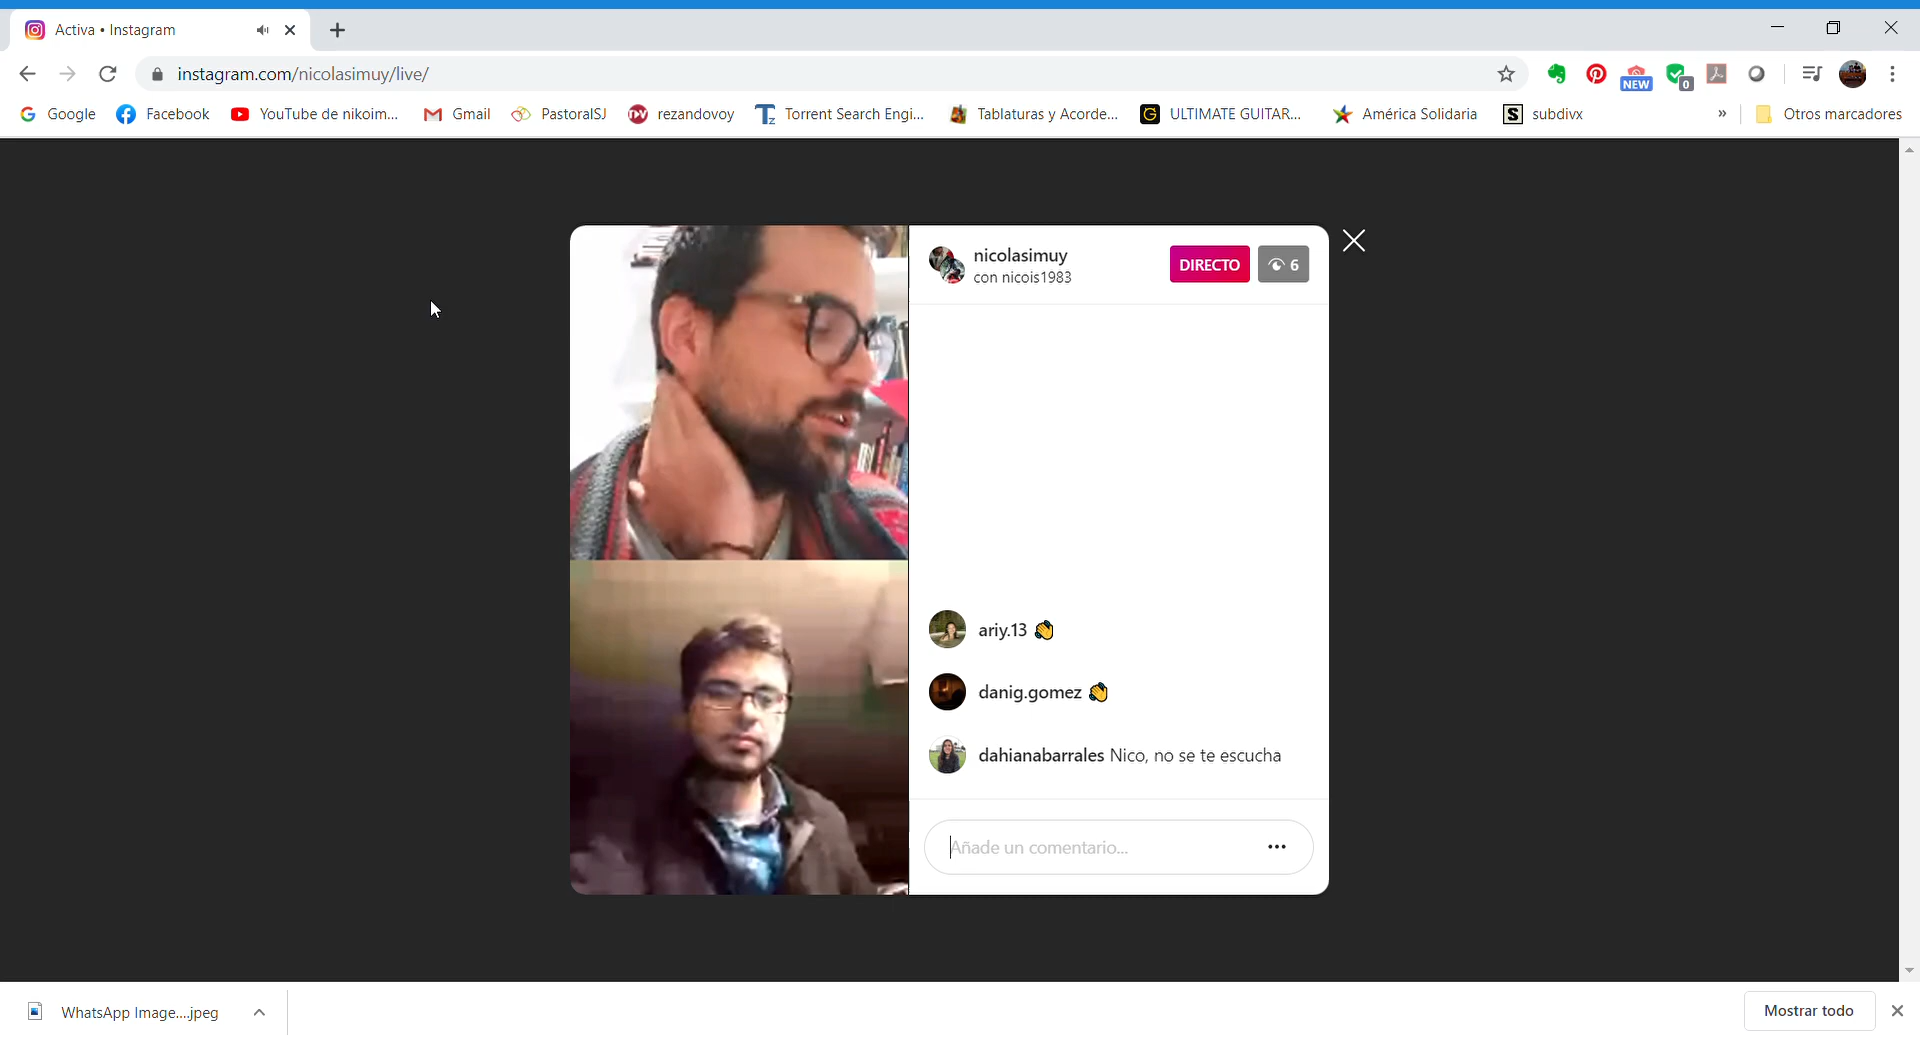 Activa • Instagram
instagram.com/nicolasimuy/live/
NEW
0
Google
Facebook
YouTube de nikoim...
Gmail
PastoralSJ
rezandovoy
Torrent Search Engi...
Tablaturas y Acorde...
ULTIMATE GUITAR...
América Solidaria
subdivx
»
Otros marcadores
nicolasimuy
con nicois1983
DIRECTO
6
ariy.13 👏
danig.gomez 👏
dahianabarrales Nico, no se te escucha
Añade un comentario...
WhatsApp Image....jpeg
Mostrar todo